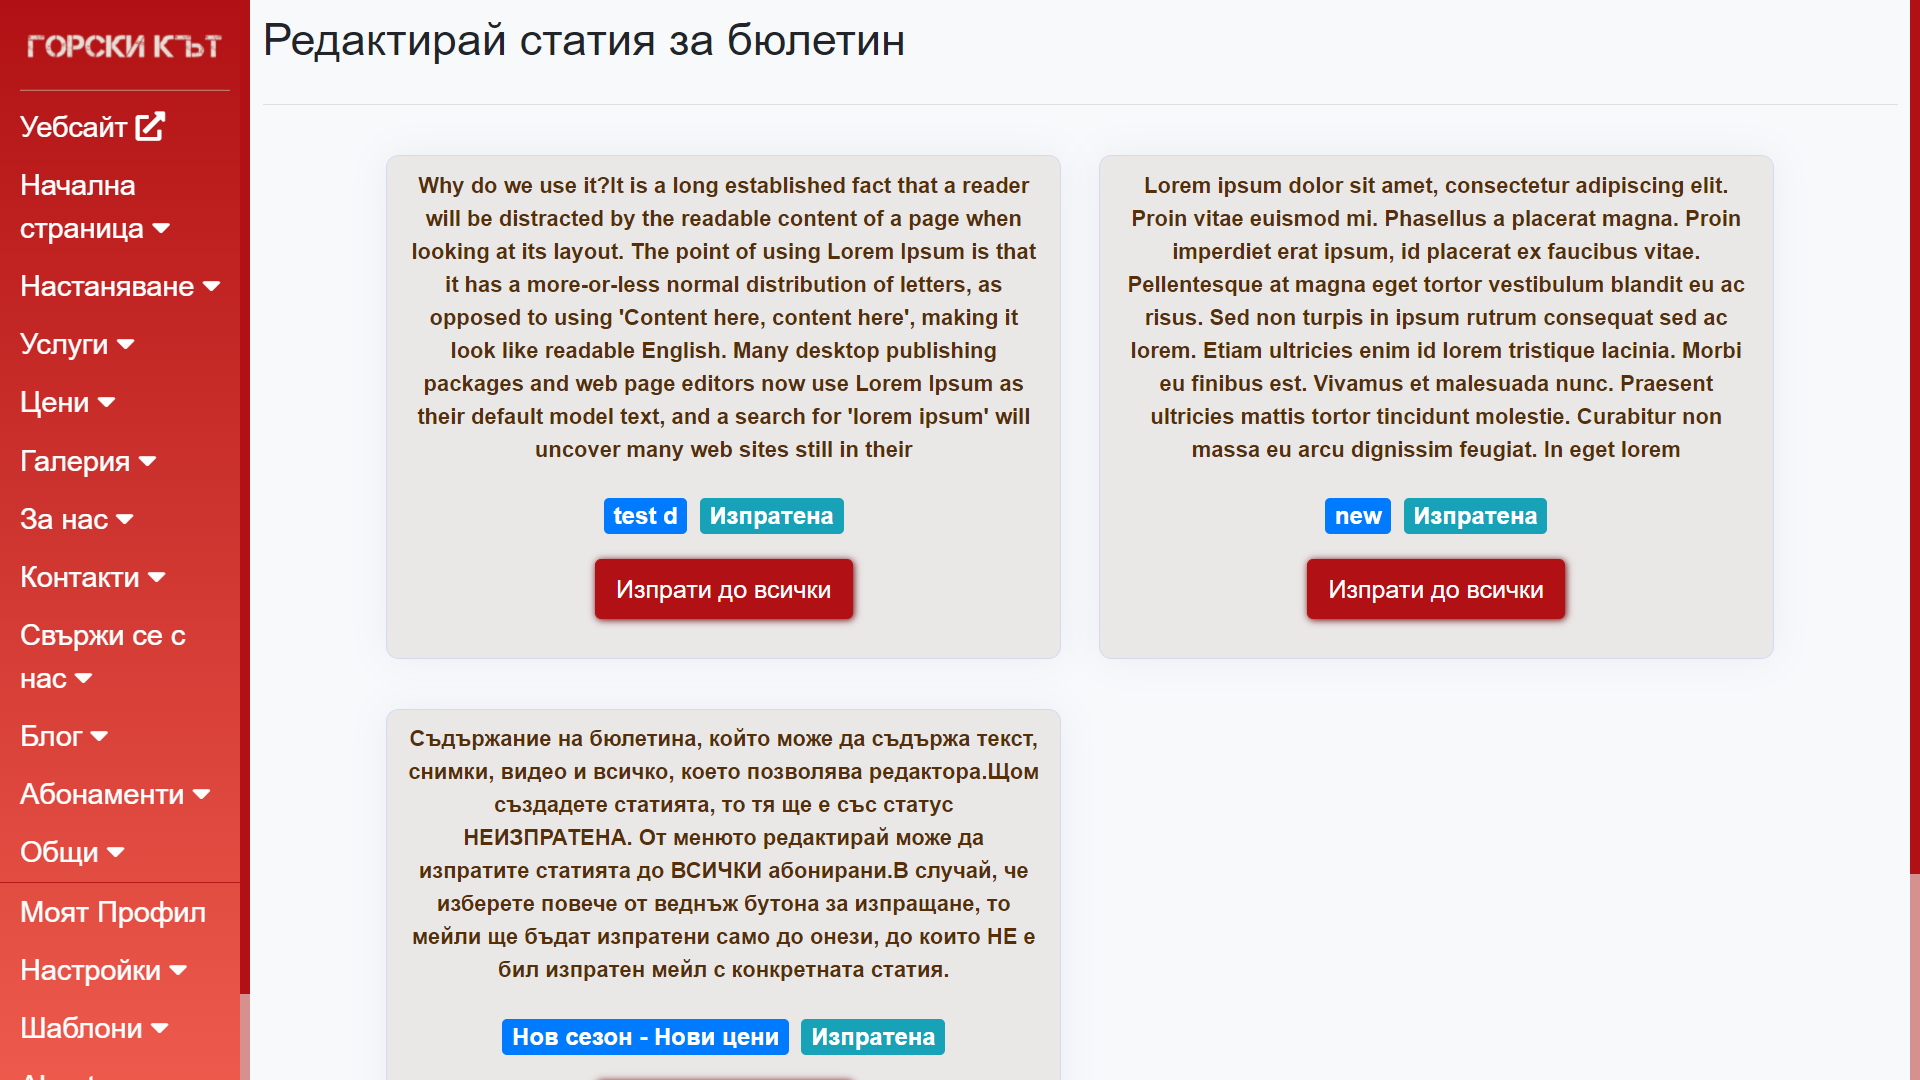 ГОРСКИ КЪТ
Уебсайт
Начална
страница
Настаняване
Услуги
Цени
Галерия
За нас
Контакти
Свържи се с
нас
Блог
Абонаменти
Общи
Моят Профил
Настройки
Шаблони
Редактирай статия за бюлетин
Why do we use it?It is a long established fact that a reader
will be distracted by the readable content of a page when
looking at its layout. The point of using Lorem Ipsum is that
it has a more-or-less normal distribution of letters, as
opposed to using 'Content here, content here', making it
look like readable English. Many desktop publishing
packages and web page editors now use Lorem Ipsum as
their default model text, and a search for 'lorem ipsum' will
uncover many web sites still in their
test d Изпратена
Изпрати до всички
Lorem ipsum dolor sit amet, consectetur adipiscing elit.
Proin vitae euismod mi. Phasellus a placerat magna. Proin
imperdiet erat ipsum, id placerat ex faucibus vitae.
Pellentesque at magna eget tortor vestibulum blandit eu ac
risus. Sed non turpis in ipsum rutrum consequat sed ac
lorem. Etiam ultricies enim id lorem tristique lacinia. Morbi
eu finibus est. Vivamus et malesuada nunc. Praesent
ultricies mattis tortor tincidunt molestie. Curabitur non
massa eu arcu dignissim feugiat. In eget lorem
new Изпратена
Изпрати до всички
Съдържание на бюлетина, който може да съдържа текст,
снимки, видео и всичко, което позволява редактора.Щом
създадете статията, то тя ще е със статус
НЕИЗПРАТЕНА. От менюто редактирай може да
изпратите статията до ВСИЧКИ абонирани.В случай, че
изберете повече от веднъж бутона за изпращане, то
мейли ще бъдат изпратени само до онези, до които НЕ е
бил изпратен мейл с конкретната статия.
Нов сезон - Нови цени Изпратена